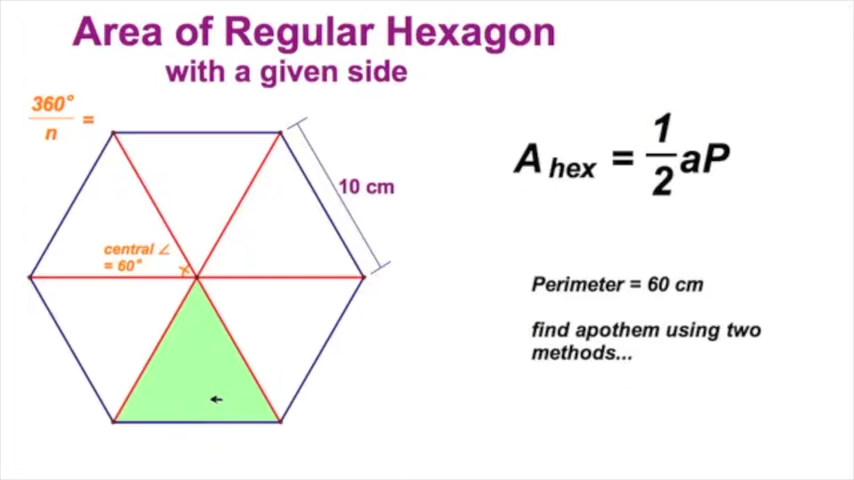 Area of Regular Hexagon
with a given side
360°
n
=
10 cm
central ∠
= 60°
A hex = 1/2 aP
Perimeter = 60 cm
find apothem using two
methods...